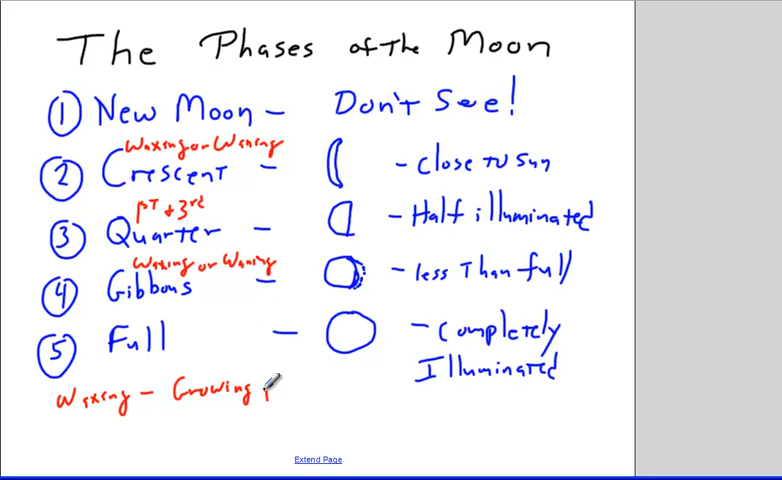 The Phases of The Moon
① New Moon – Don't See!
Waxing or Waning
② Crescent – – close to sun
1st + 3rd
③ Quarter – – Half illuminated
Waxing or Waning
④ Gibbous – – less Than full
⑤ Full – – completely
Illuminated
Waxing – Growing
Extend Page